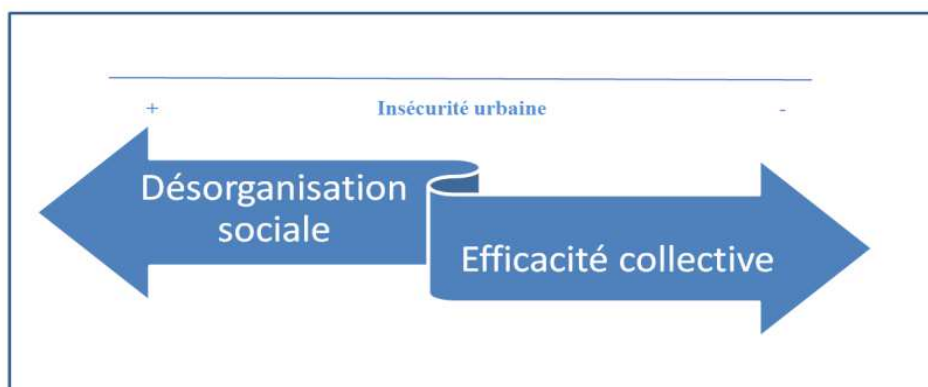 + Insécurité urbaine -
Désorganisation
sociale
Efficacité collective